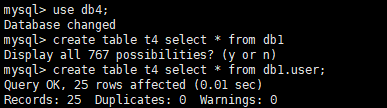 mysql> use db4;
Database changed
mysql> create table t4 select * from db1
Display all 767 possibilities? (y or n)
mysql> create table t4 select * from db1.user;
Query OK, 25 rows affected (0.01 sec)
Records: 25  Duplicates: 0  Warnings: 0